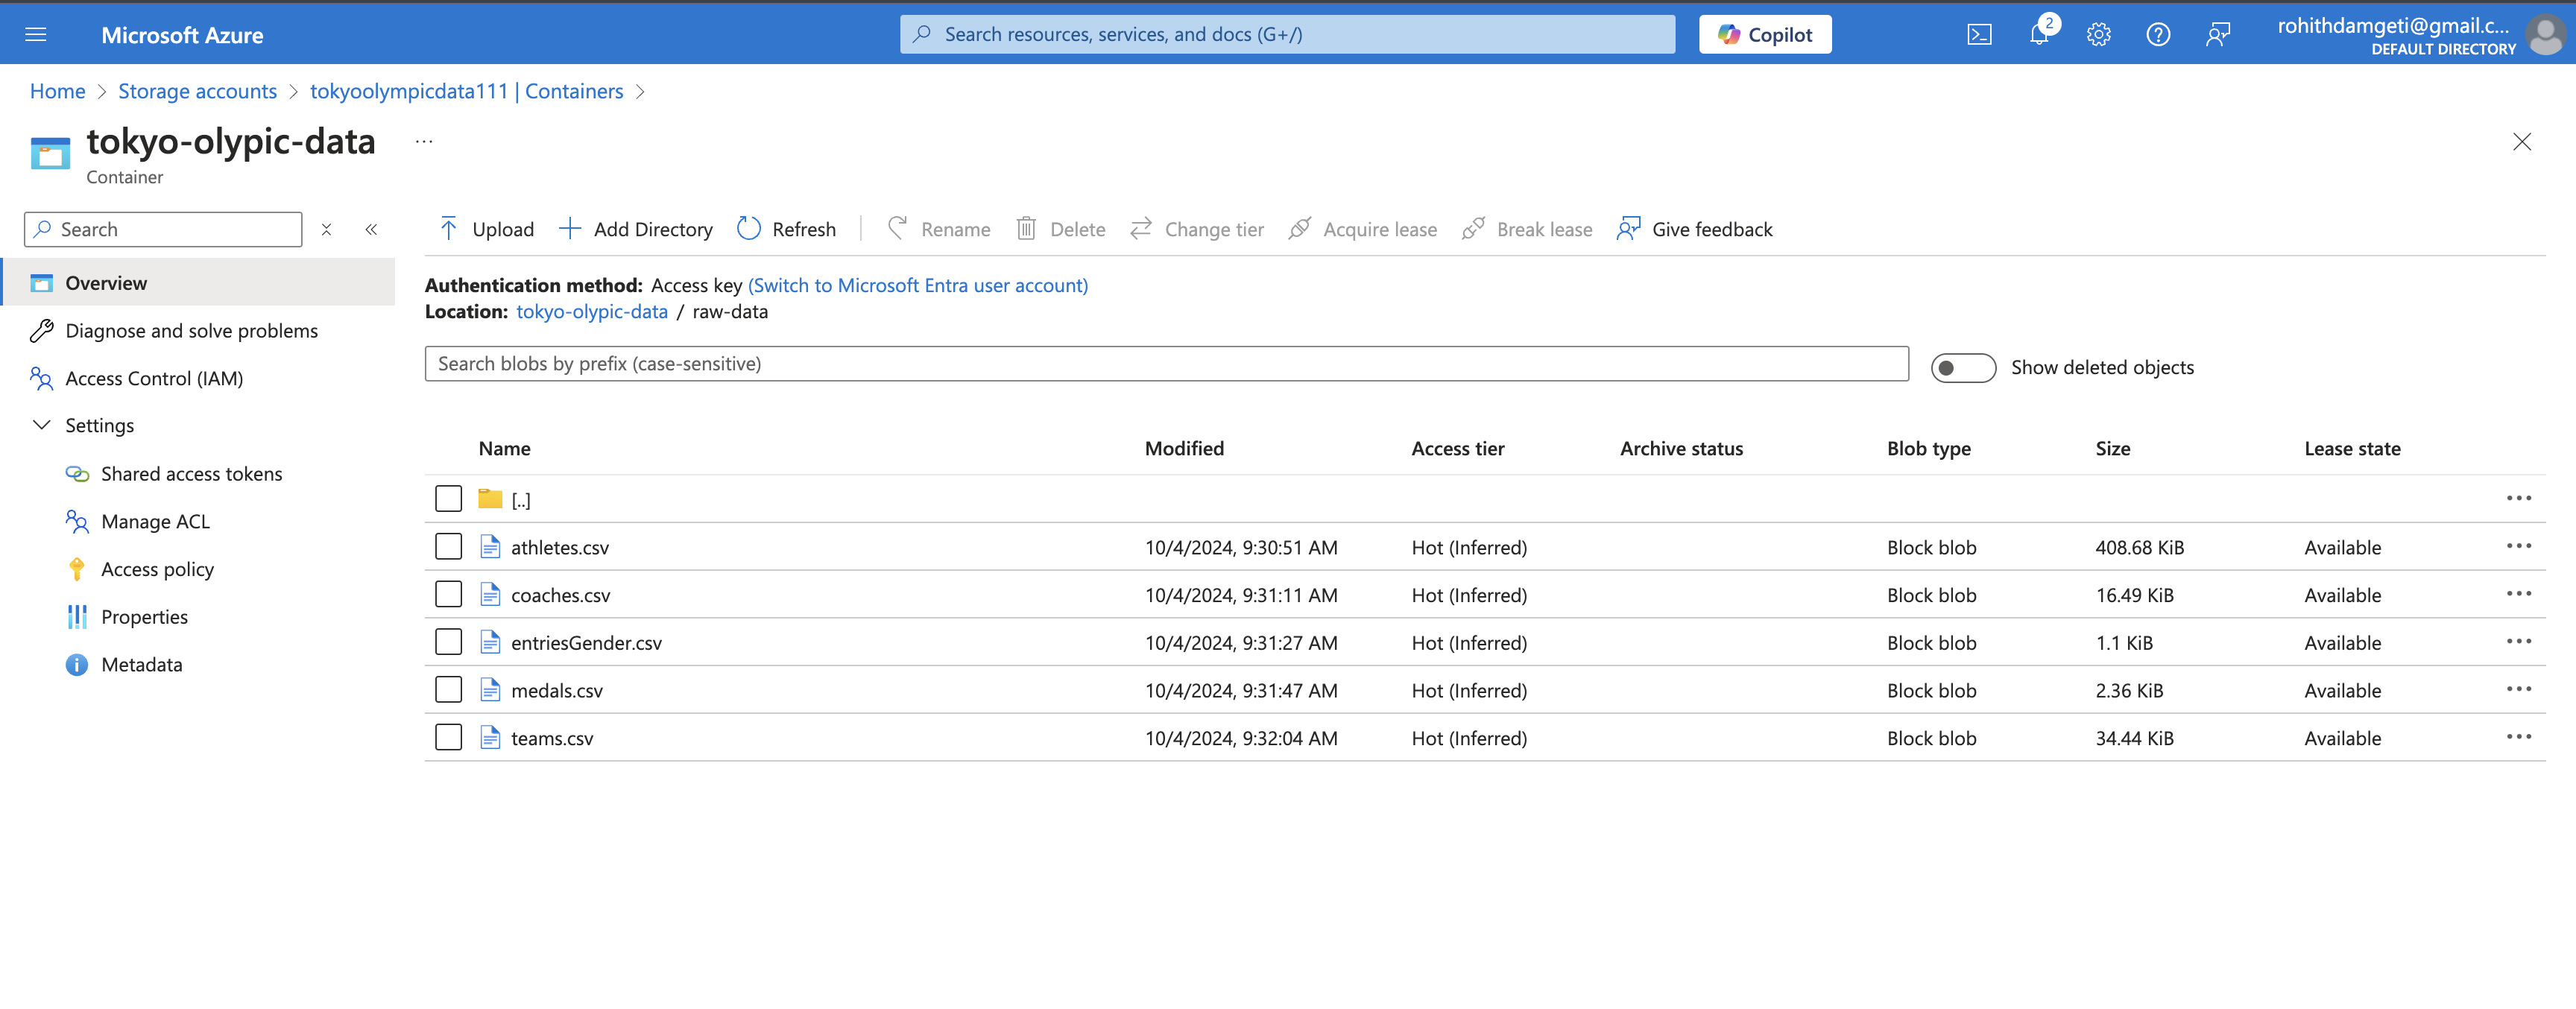 Microsoft Azure
Search resources, services, and docs (G+/)
Copilot
2
rohithdamgeti@gmail.c...
DEFAULT DIRECTORY
Home > Storage accounts > tokyoolympicdata111 | Containers >
tokyo-olypic-data ...
Container
Search
Overview
Diagnose and solve problems
Access Control (IAM)
Settings
Shared access tokens
Manage ACL
Access policy
Properties
Metadata
Upload Add Directory Refresh Rename Delete Change tier Acquire lease Break lease Give feedback
Authentication method: Access key (Switch to Microsoft Entra user account)
Location: tokyo-olypic-data / raw-data
Search blobs by prefix (case-sensitive)
Show deleted objects
Name Modified Access tier Archive status Blob type Size Lease state
[..]
athletes.csv 10/4/2024, 9:30:51 AM Hot (Inferred) Block blob 408.68 KiB Available
coaches.csv 10/4/2024, 9:31:11 AM Hot (Inferred) Block blob 16.49 KiB Available
entriesGender.csv 10/4/2024, 9:31:27 AM Hot (Inferred) Block blob 1.1 KiB Available
medals.csv 10/4/2024, 9:31:47 AM Hot (Inferred) Block blob 2.36 KiB Available
teams.csv 10/4/2024, 9:32:04 AM Hot (Inferred) Block blob 34.44 KiB Available